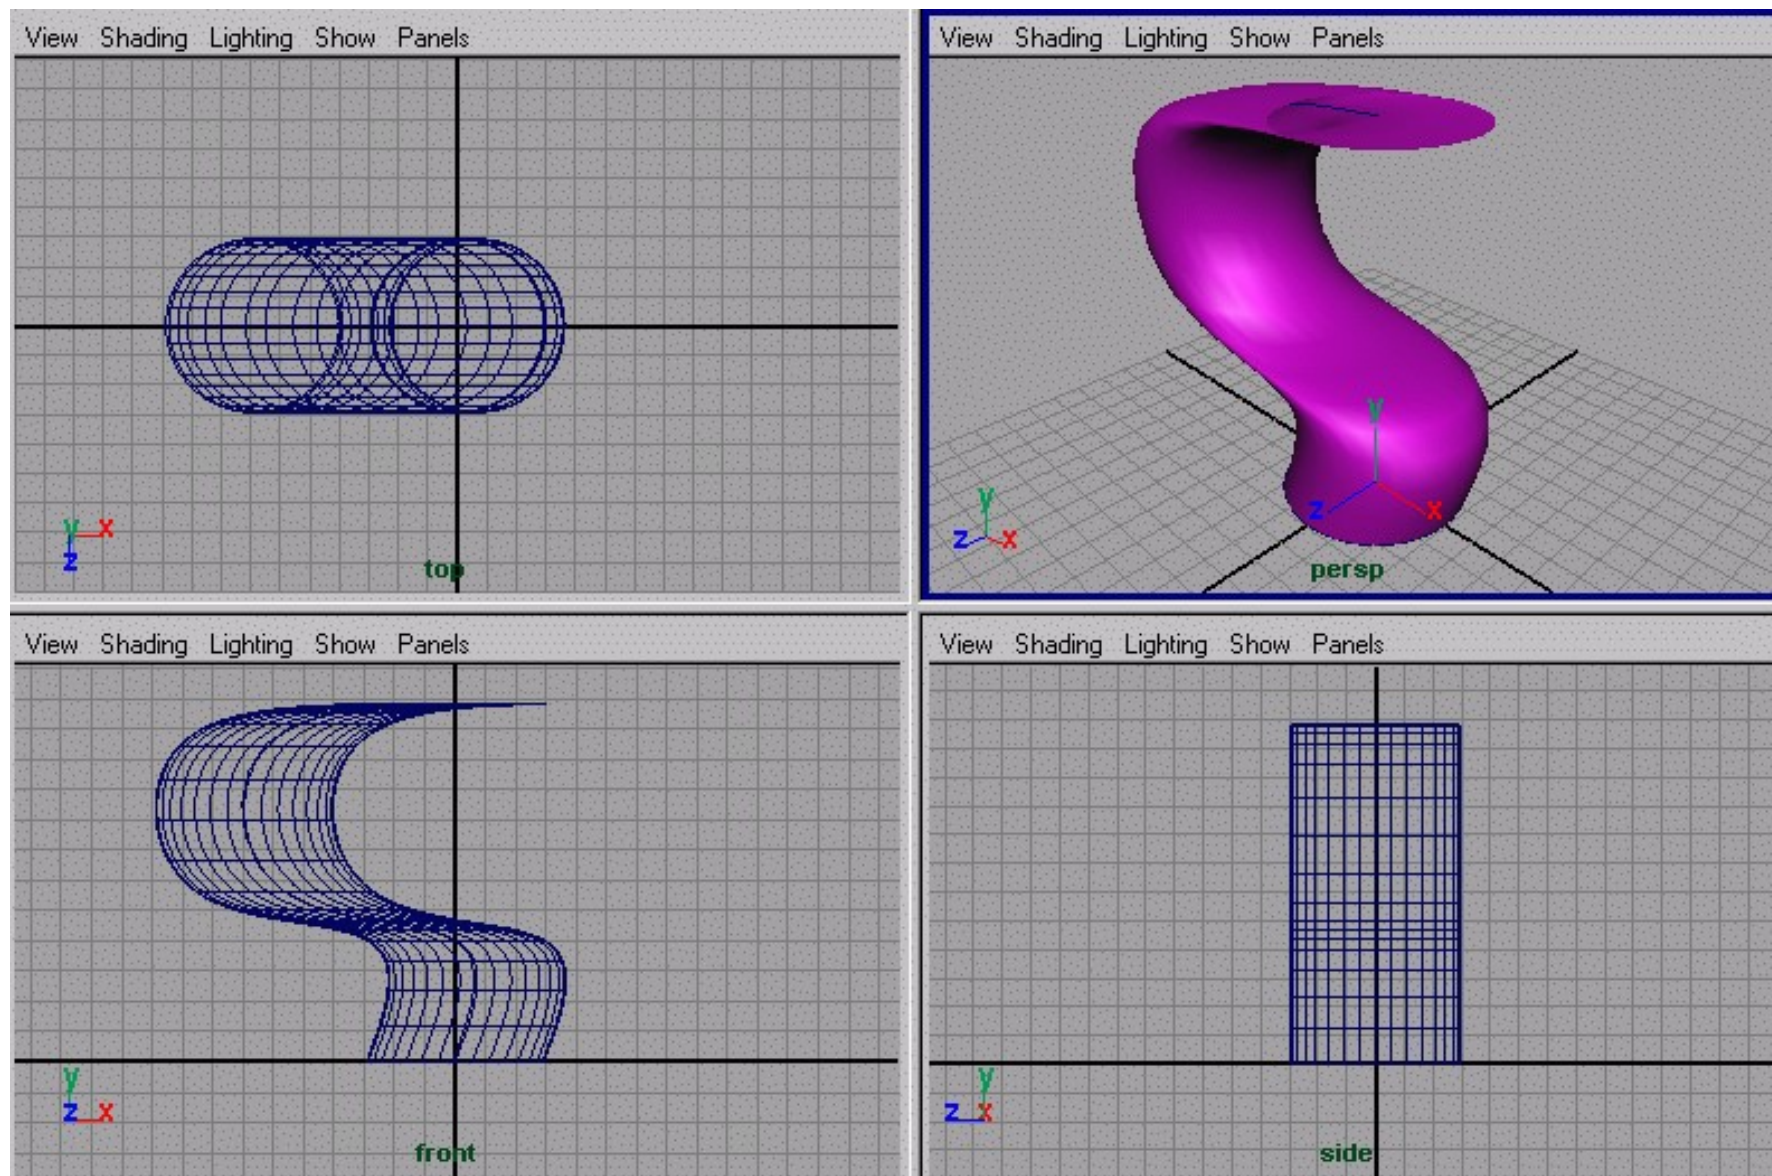 View Shading Lighting Show Panels
y x
z
top
View Shading Lighting Show Panels
y
z x
y
z x
persp
View Shading Lighting Show Panels
y
z x
front
View Shading Lighting Show Panels
y
z x
side